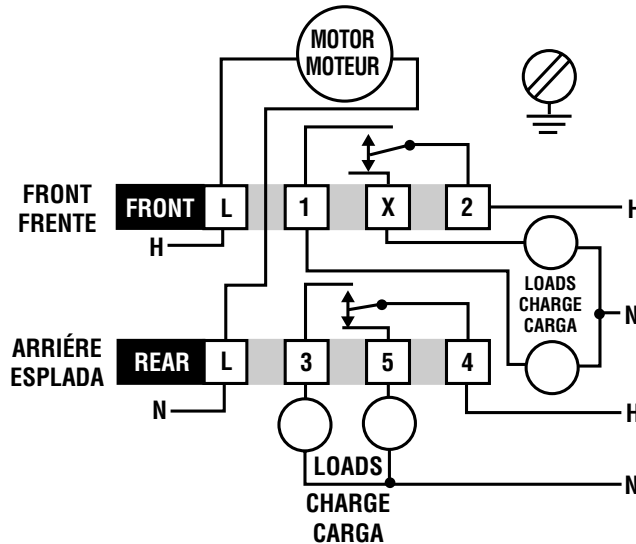 MOTOR
MOTEUR
FRONT
FRENTE
FRONT L 1 X 2
H
H
LOADS
CHARGE
CARGA
N
ARRIÉRE
ESPLADA
REAR L 3 5 4
N
H
LOADS
CHARGE
CARGA
N